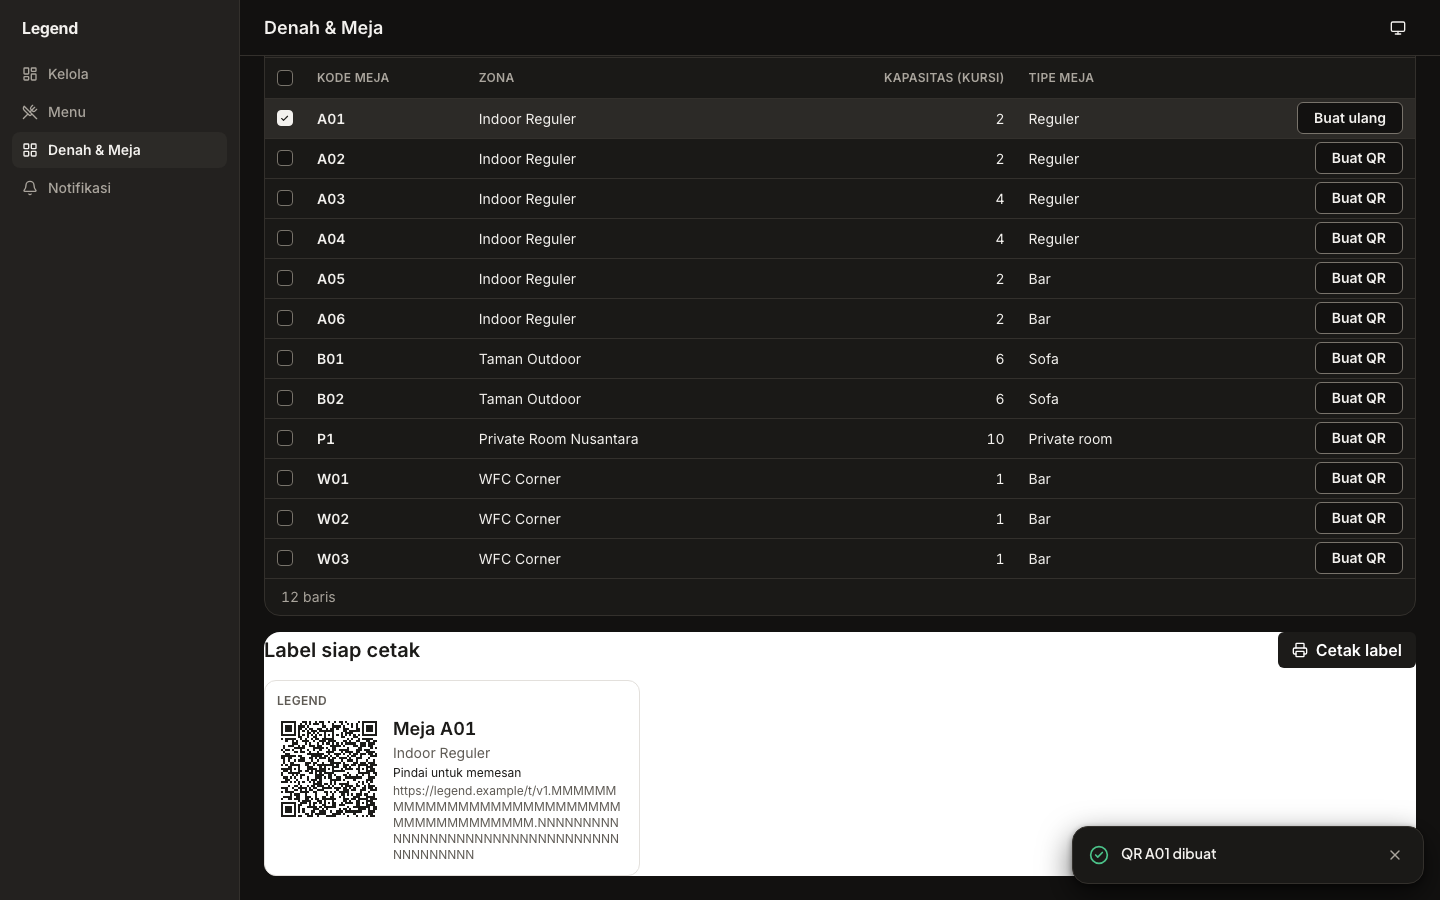 Legend
Kelola
Menu
Denah & Meja
Notifikasi
Denah & Meja
KODE MEJA ZONA KAPASITAS (KURSI) TIPE MEJA
A01 Indoor Reguler 2 Reguler Buat ulang
A02 Indoor Reguler 2 Reguler Buat QR
A03 Indoor Reguler 4 Reguler Buat QR
A04 Indoor Reguler 4 Reguler Buat QR
A05 Indoor Reguler 2 Bar Buat QR
A06 Indoor Reguler 2 Bar Buat QR
B01 Taman Outdoor 6 Sofa Buat QR
B02 Taman Outdoor 6 Sofa Buat QR
P1 Private Room Nusantara 10 Private room Buat QR
W01 WFC Corner 1 Bar Buat QR
W02 WFC Corner 1 Bar Buat QR
W03 WFC Corner 1 Bar Buat QR
12 baris
Label siap cetak Cetak label
LEGEND
Meja A01
Indoor Reguler
Pindai untuk memesan
https://legend.example/t/v1.MMMMMM
MMMMMMMMMMMMMMMMMMMMM
MMMMMMMMMMMMM.NNNNNNNNN
NNNNNNNNNNNNNNNNNNNNNNNNN
NNNNNNNNN
QR A01 dibuat